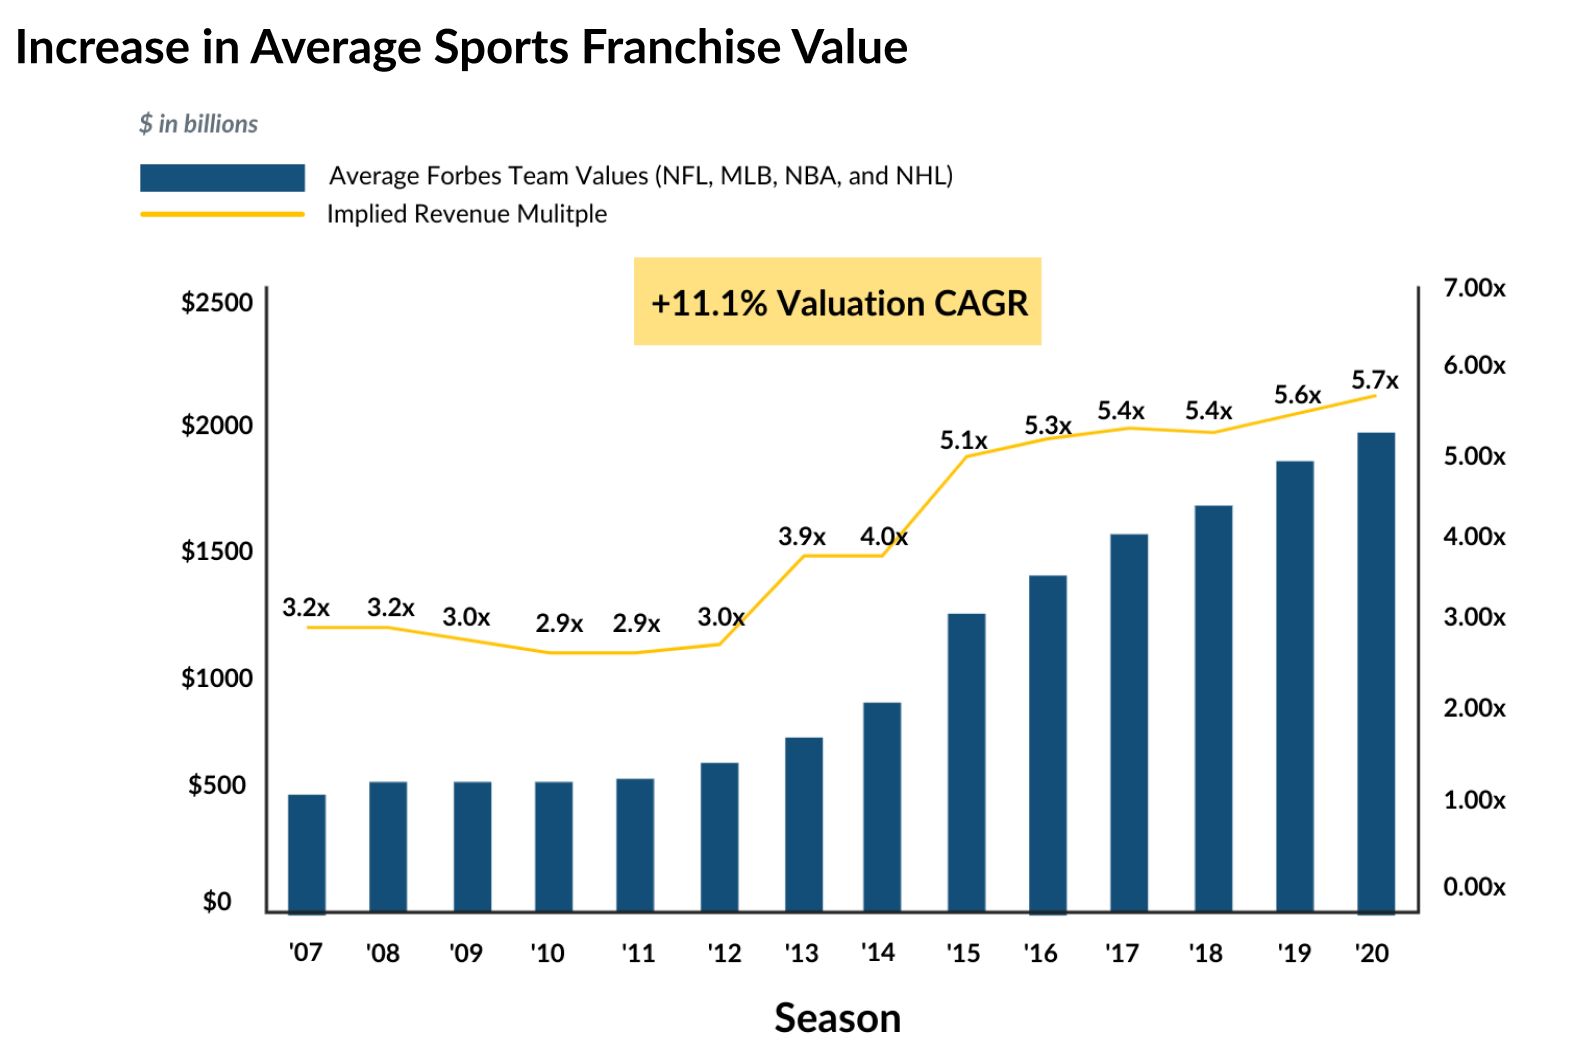 Increase in Average Sports Franchise Value
$ in billions
Average Forbes Team Values (NFL, MLB, NBA, and NHL)
Implied Revenue Mulitple
+11.1% Valuation CAGR
$2500
$2000
$1500
$1000
$500
$0
7.00x
6.00x
5.00x
4.00x
3.00x
2.00x
1.00x
0.00x
3.2x 3.2x 3.0x 2.9x 2.9x 3.0x 3.9x 4.0x 5.1x 5.3x 5.4x 5.4x 5.6x 5.7x
'07 '08 '09 '10 '11 '12 '13 '14 '15 '16 '17 '18 '19 '20
Season